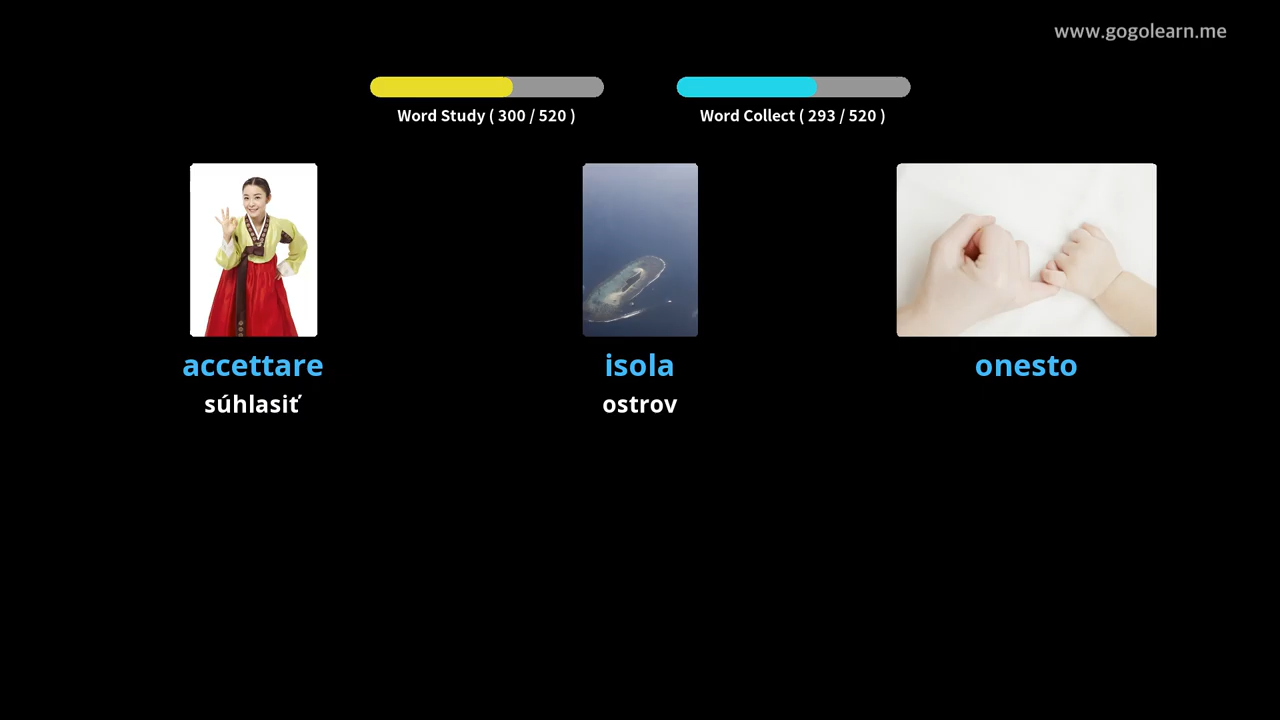 www.gogolearn.me
Word Study ( 300 / 520 )
Word Collect ( 293 / 520 )
accettare
súhlasiť
isola
ostrov
onesto